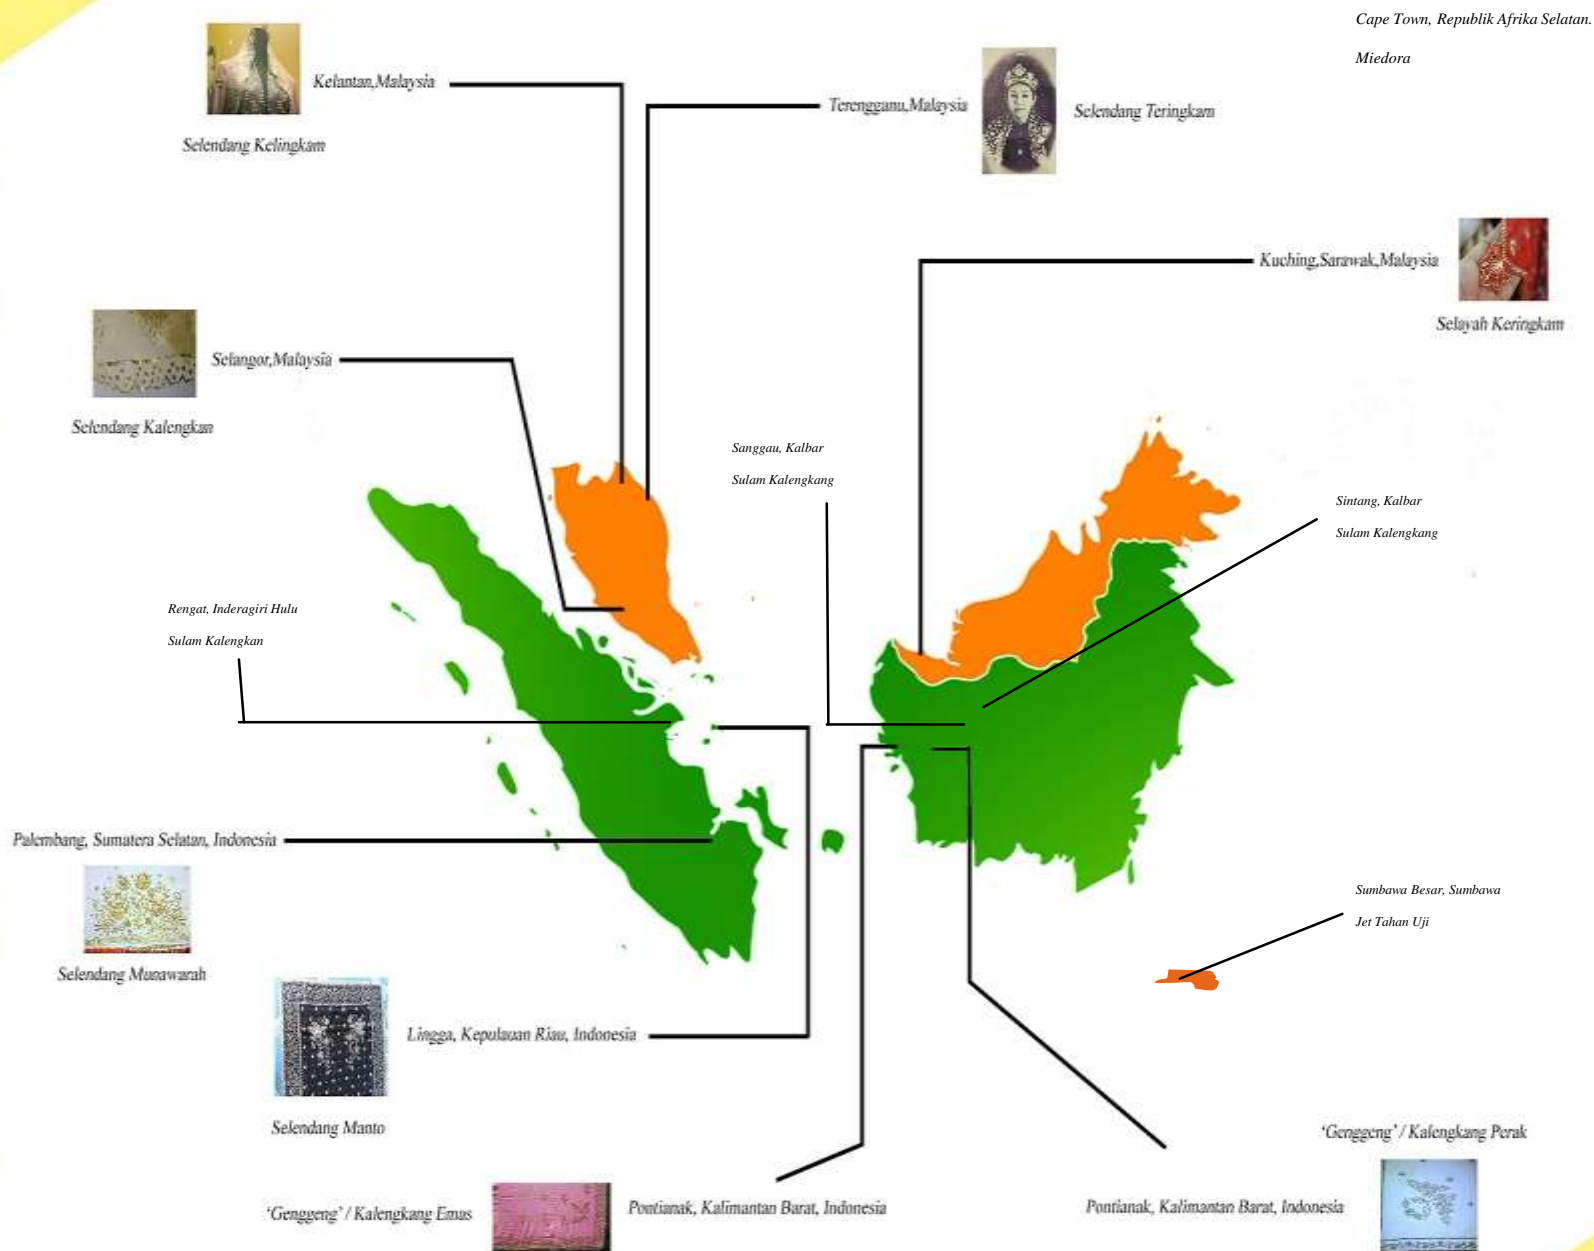 Cape Town, Republik Afrika Selatan.
Miedora
Kelantan,Malaysia
Selendang Kelingkam
Terengganu,Malaysia
Selendang Teringkam
Kuching,Sarawak,Malaysia
Selayah Keringkam
Selangor,Malaysia
Selendang Kalengkan
Sanggau, Kalbar
Sulam Kalengkang
Sintang, Kalbar
Sulam Kalengkang
Rengat, Inderagiri Hulu
Sulam Kalengkan
Palembang, Sumatera Selatan, Indonesia
Selendang Munawarah
Sumbawa Besar, Sumbawa
Jet Tahan Uji
Lingga, Kepulauan Riau, Indonesia
Selendang Manto
'Genggeng' / Kalengkang Emas
Pontianak, Kalimantan Barat, Indonesia
'Genggeng' / Kalengkang Perak
Pontianak, Kalimantan Barat, Indonesia